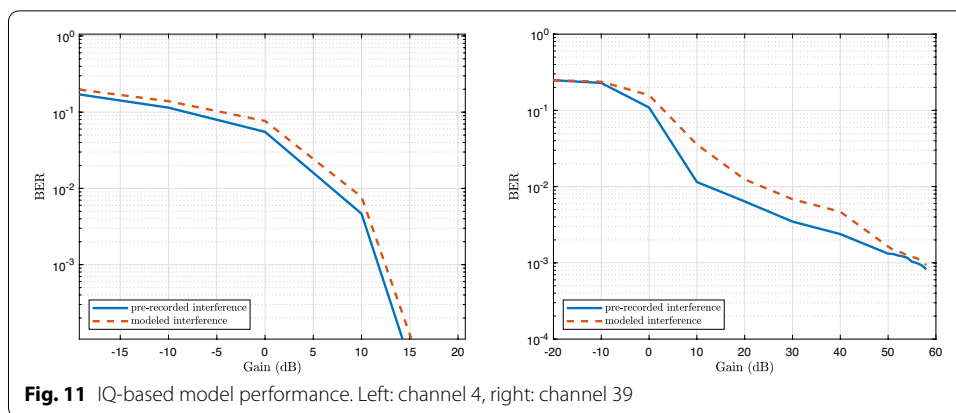 10^0
10^-1
10^-2
10^-3
BER
-15 -10 -5 0 5 10 15 20
Gain (dB)
pre-recorded interference
modeled interference
10^0
10^-1
10^-2
10^-3
10^-4
BER
-20 -10 0 10 20 30 40 50 60
Gain (dB)
pre-recorded interference
modeled interference
Fig. 11 IQ-based model performance. Left: channel 4, right: channel 39